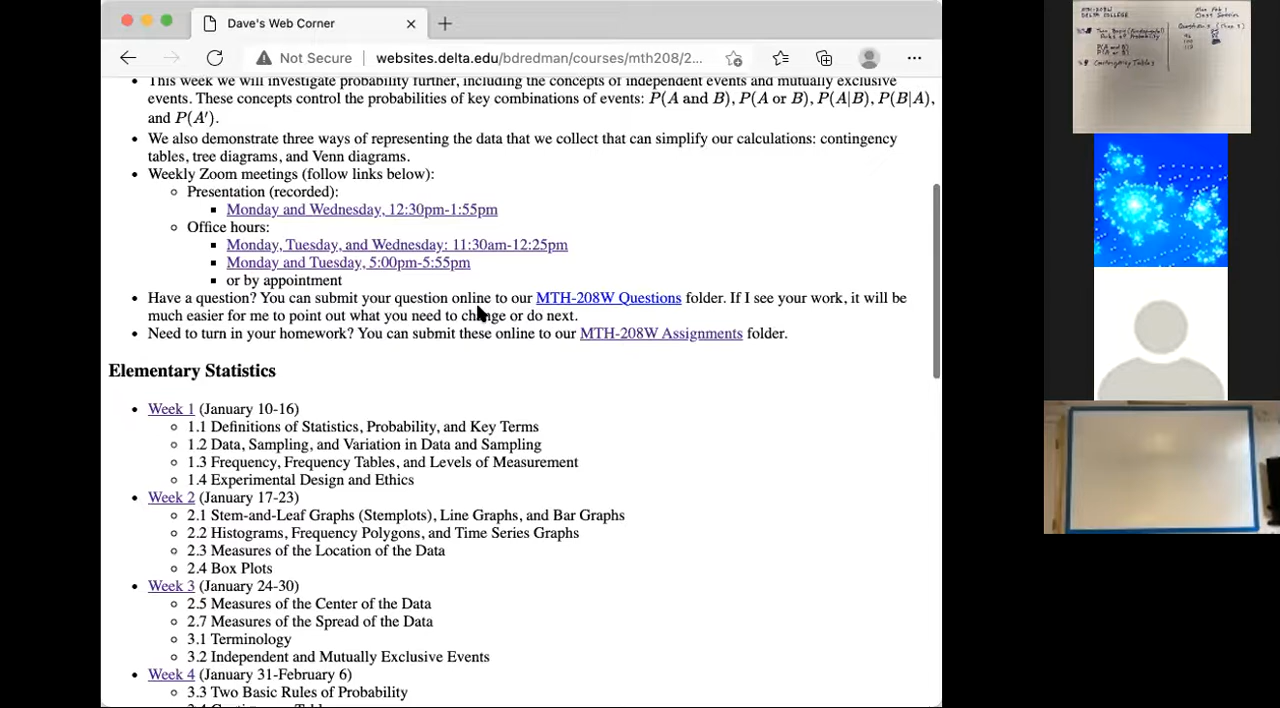 Dave's Web Corner
Not Secure
websites.delta.edu/bdredman/courses/mth208/2...
This week we will investigate probability further, including the concepts of independent events and mutually exclusive
events. These concepts control the probabilities of key combinations of events: P(A and B), P(A or B), P(A|B), P(B|A),
and P(A′).
• We also demonstrate three ways of representing the data that we collect that can simplify our calculations: contingency
tables, tree diagrams, and Venn diagrams.
• Weekly Zoom meetings (follow links below):
Presentation (recorded):
Monday and Wednesday, 12:30pm-1:55pm
Office hours:
Monday, Tuesday, and Wednesday: 11:30am-12:25pm
Monday and Tuesday, 5:00pm-5:55pm
or by appointment
• Have a question? You can submit your question online to our MTH-208W Questions folder. If I see your work, it will be
much easier for me to point out what you need to change or do next.
• Need to turn in your homework? You can submit these online to our MTH-208W Assignments folder.
Elementary Statistics
• Week 1 (January 10-16)
1.1 Definitions of Statistics, Probability, and Key Terms
1.2 Data, Sampling, and Variation in Data and Sampling
1.3 Frequency, Frequency Tables, and Levels of Measurement
1.4 Experimental Design and Ethics
• Week 2 (January 17-23)
2.1 Stem-and-Leaf Graphs (Stemplots), Line Graphs, and Bar Graphs
2.2 Histograms, Frequency Polygons, and Time Series Graphs
2.3 Measures of the Location of the Data
2.4 Box Plots
• Week 3 (January 24-30)
2.5 Measures of the Center of the Data
2.7 Measures of the Spread of the Data
3.1 Terminology
3.2 Independent and Mutually Exclusive Events
• Week 4 (January 31-February 6)
3.3 Two Basic Rules of Probability
MTH-208W
DELTA COLLEGE
Rules of Probability
P(A and B)
P(A or B)
Contingency Tables